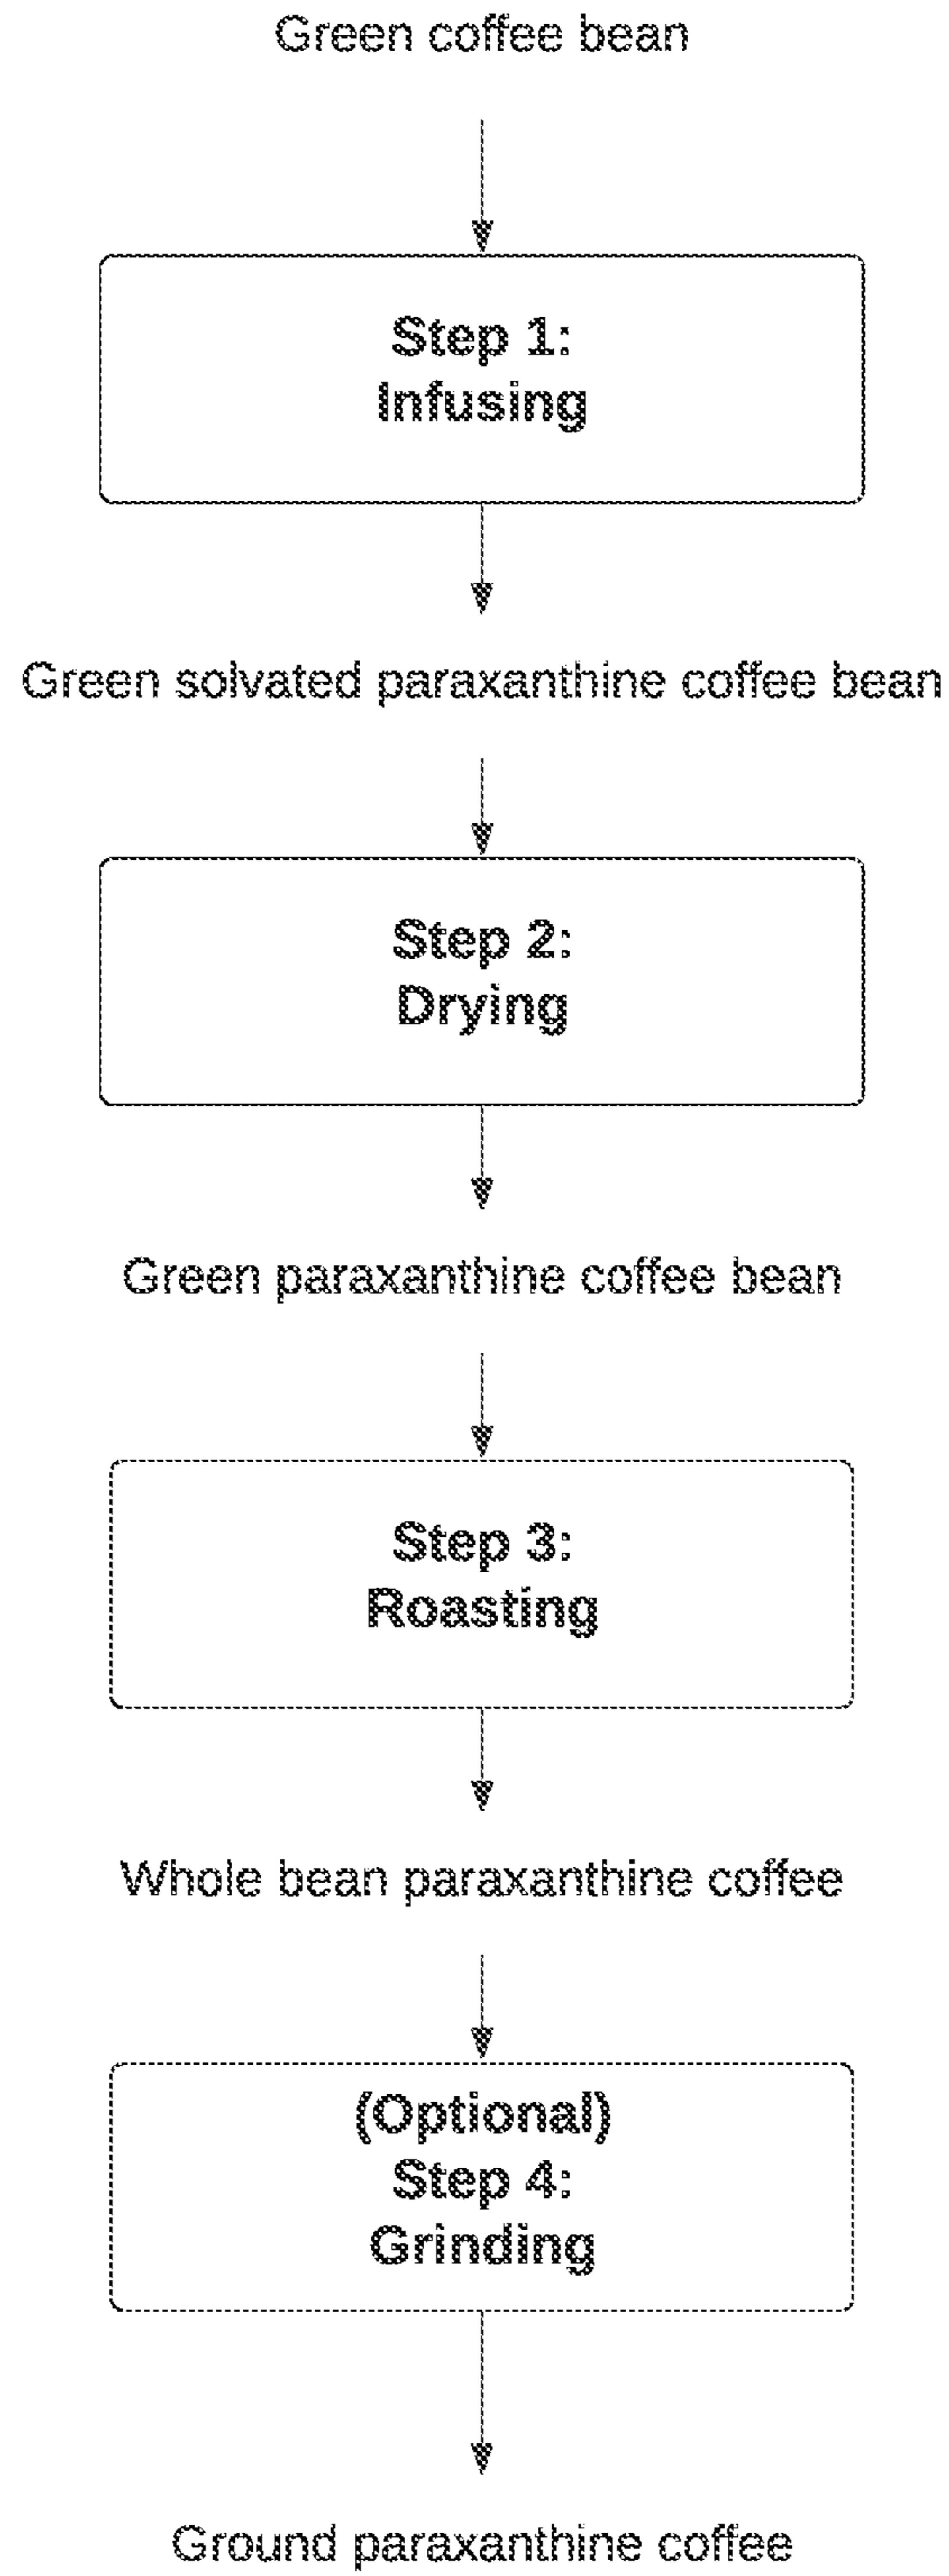 Green coffee bean
Step 1:
Infusing
Green solvated paraxanthine coffee bean
Step 2:
Drying
Green paraxanthine coffee bean
Step 3:
Roasting
Whole bean paraxanthine coffee
(Optional)
Step 4:
Grinding
Ground paraxanthine coffee